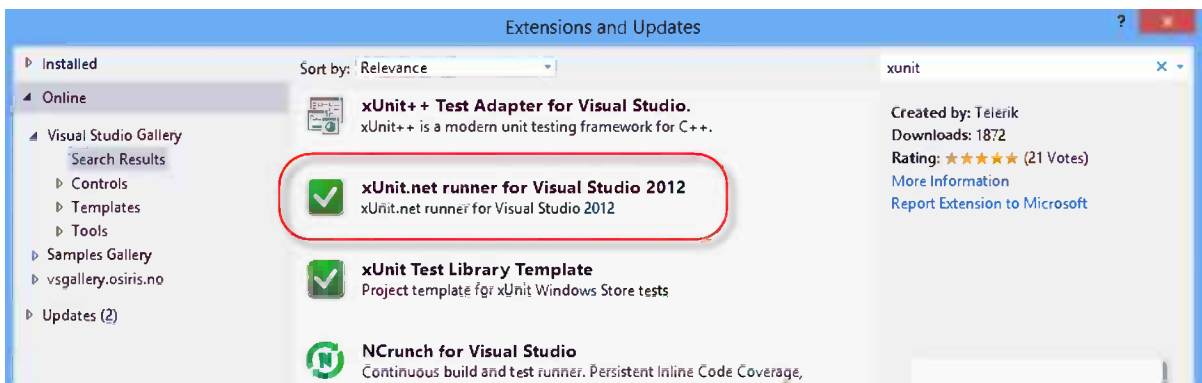 Extensions and Updates
?
Installed
Online
Visual Studio Gallery
Search Results
Controls
Templates
Tools
Samples Gallery
vsgallery.osiris.no
Updates (2)
Sort by: Relevance
xUnit++ Test Adapter for Visual Studio.
xUnit++ is a modern unit testing framework for C++.
xUnit.net runner for Visual Studio 2012
xUnit.net runner for Visual Studio 2012
xUnit Test Library Template
Project template for xUnit Windows Store tests
NCrunch for Visual Studio
Continuous build and test runner. Persistent Inline Code Coverage,
xunit
Created by: Telerik
Downloads: 1872
Rating: ★★★★★ (21 Votes)
More Information
Report Extension to Microsoft